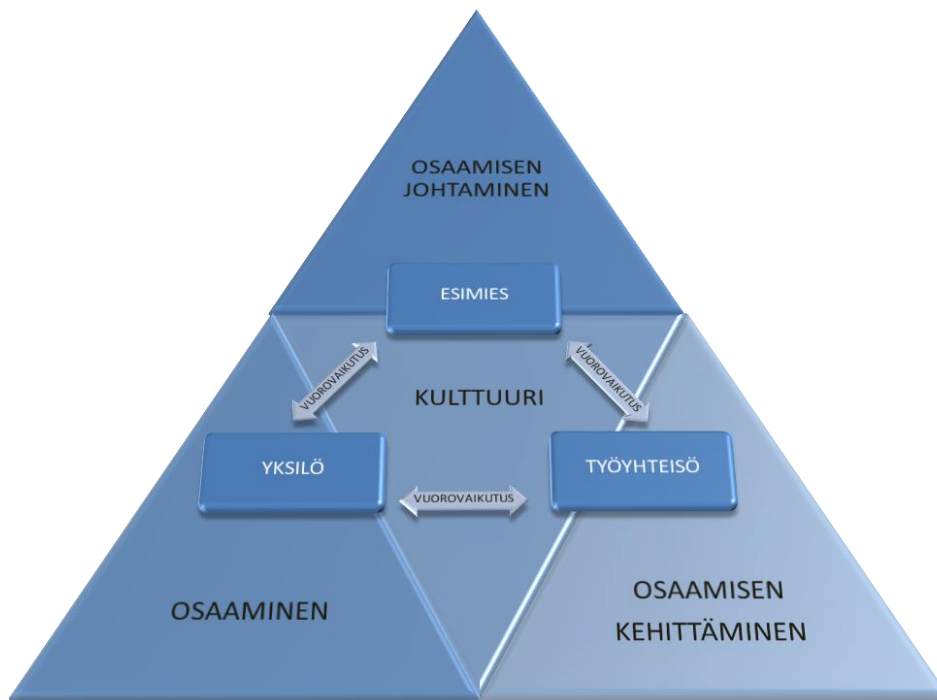 OSAAMISEN
JOHTAMINEN
ESIMIES
VUOROVAIKUTUS
VUOROVAIKUTUS
KULTTUURI
YKSILÖ
TYÖYHTEISÖ
VUOROVAIKUTUS
OSAAMINEN
OSAAMISEN
KEHITTÄMINEN